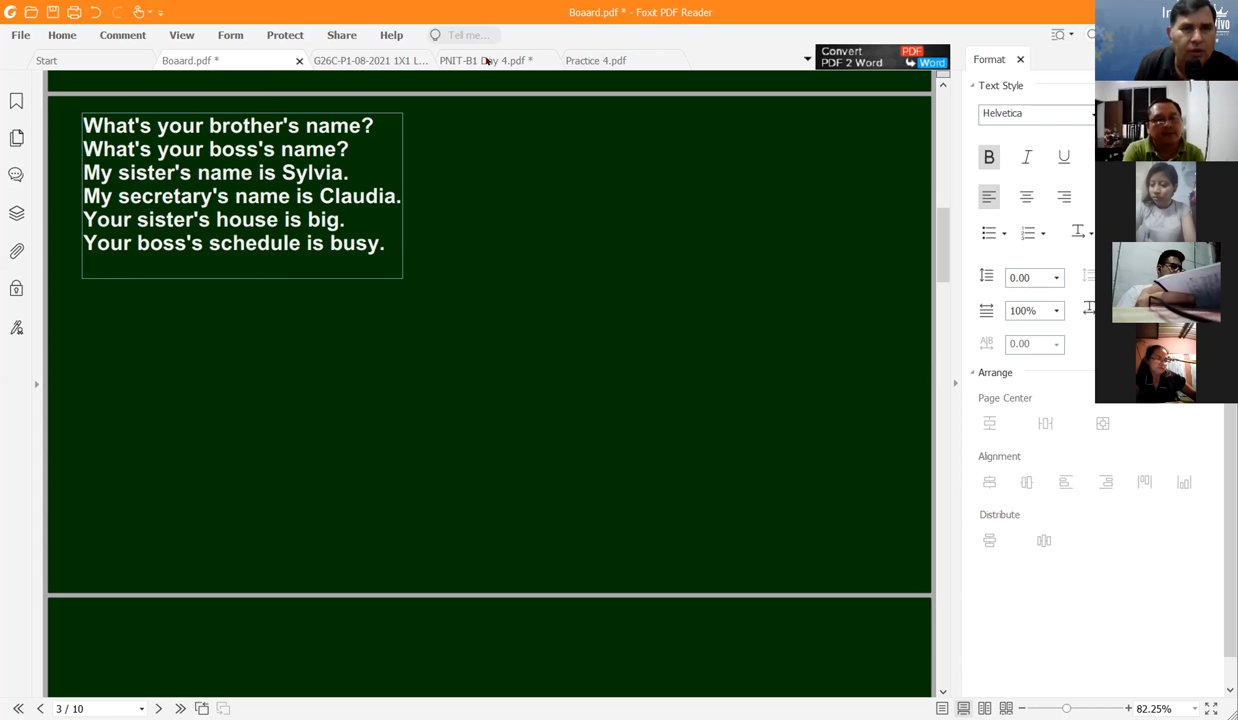 Boaard.pdf * - Foxit PDF Reader
File Home Comment View Form Protect Share Help Tell me...
Start Boaard.pdf * G26C-P1-08-2021 1X1 L... PNIT-B1 Day 4.pdf * Practice 4.pdf
Convert PDF
PDF 2 Word Word
What's your brother's name?
What's your boss's name?
My sister's name is Sylvia.
My secretary's name is Claudia.
Your sister's house is big.
Your boss's schedule is busy.
Format
Text Style
Helvetica
B I U
0.00
100%
0.00
Arrange
Page Center
Alignment
Distribute
3 / 10
82.25%